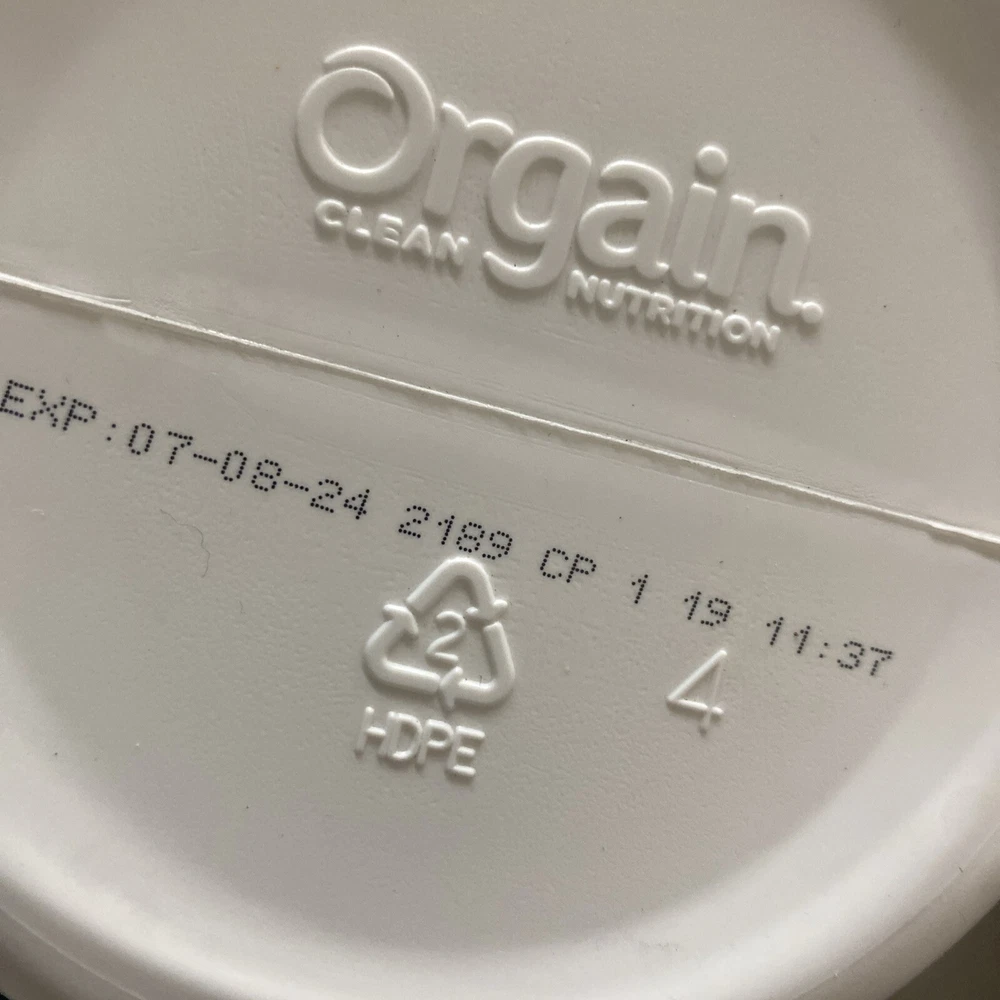 Orgain.
CLEAN NUTRITION
EXP:07-08-24 2189 CP 1 19 11:37
2
HDPE
4